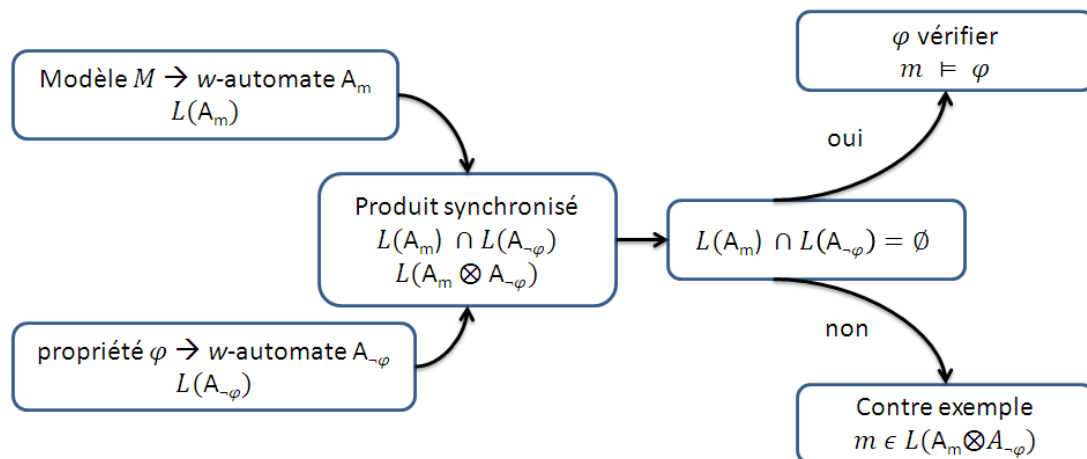 Modèle M → w-automate Aₘ
L(Aₘ)
propriété φ → w-automate A¬φ
L(A¬φ)
Produit synchronisé
L(Aₘ) ∩ L(A¬φ)
L(Aₘ ⊗ A¬φ)
L(Aₘ) ∩ L(A¬φ) = ∅
oui
φ vérifier
m ⊨ φ
non
Contre exemple
m ϵ L(Aₘ⊗A¬φ)